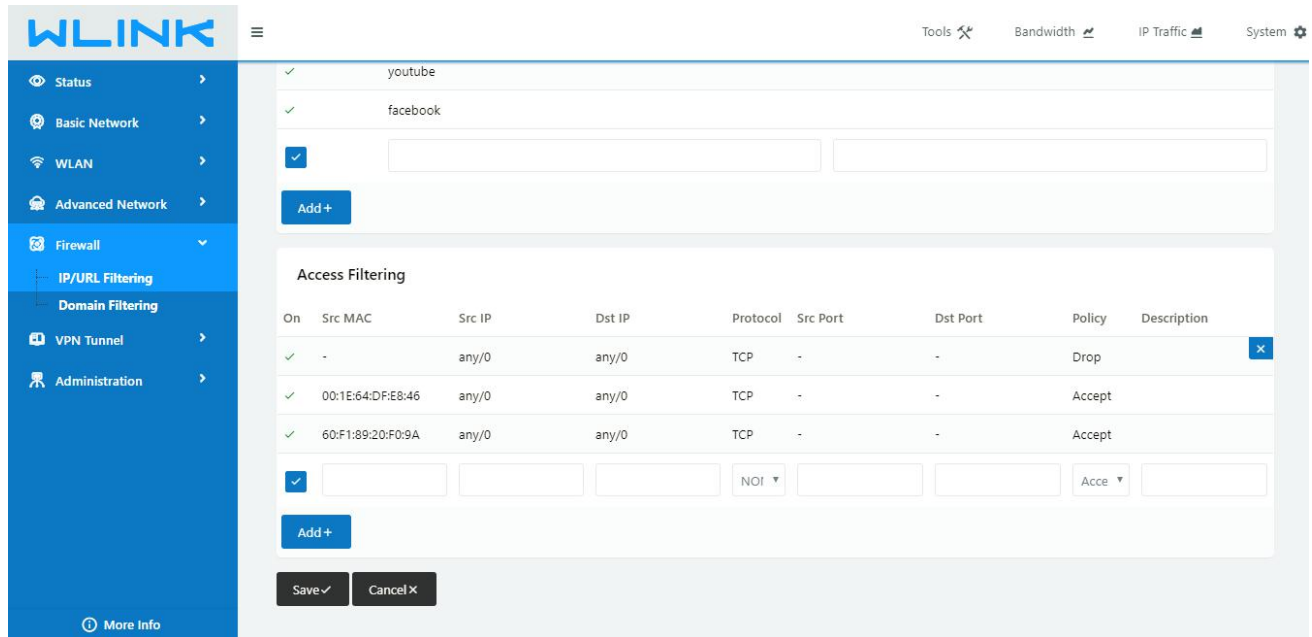 WLINK
Tools Bandwidth IP Traffic System
Status
Basic Network
WLAN
Advanced Network
Firewall
IP/URL Filtering
Domain Filtering
VPN Tunnel
Administration
More Info
youtube
facebook
Add+
Access Filtering
On Src MAC Src IP Dst IP Protocol Src Port Dst Port Policy Description
- any/0 any/0 TCP - - Drop
00:1E:64:DF:E8:46 any/0 any/0 TCP - - Accept
60:F1:89:20:F0:9A any/0 any/0 TCP - - Accept
Acce
Add+
Save Cancel